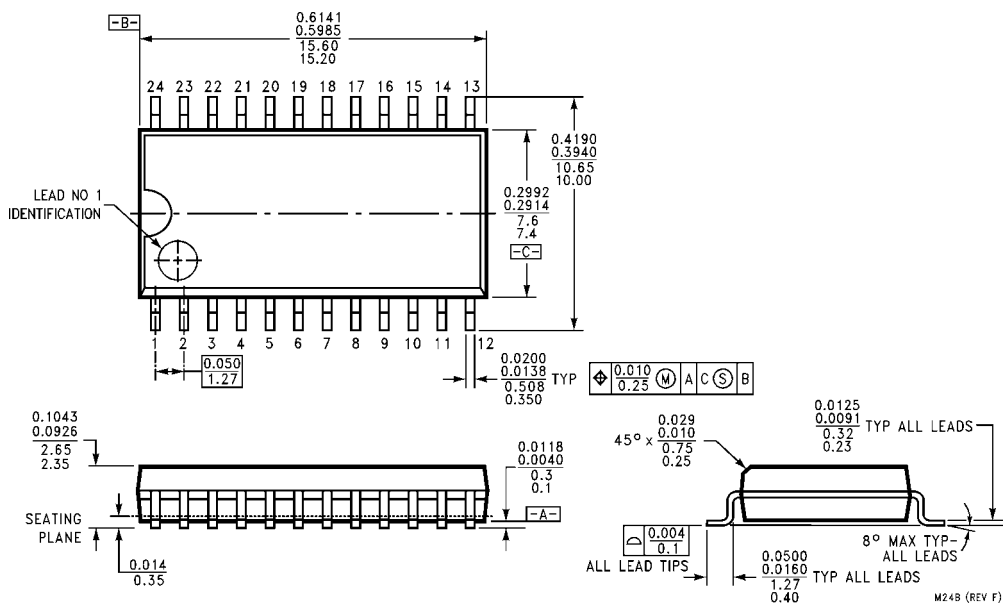 -B-
0.6141
0.5985
15.60
15.20
24 23 22 21 20 19 18 17 16 15 14 13
0.4190
0.3940
10.65
10.00
LEAD NO 1
IDENTIFICATION
0.2992
0.2914
7.6
7.4
-C-
1 2 3 4 5 6 7 8 9 10 11 12
0.050
1.27
0.0200
0.0138
0.508
0.350
TYP
⌖ 0.010
0.25 Ⓜ A C Ⓢ B
0.1043
0.0926
2.65
2.35
SEATING
PLANE
0.014
0.35
0.0118
0.0040
0.3
0.1
-A-
45° x
0.029
0.010
0.75
0.25
0.0125
0.0091
0.32
0.23
TYP ALL LEADS
0.004
0.1
ALL LEAD TIPS
0.0500
0.0160
1.27
0.40
TYP ALL LEADS
8° MAX TYP-
ALL LEADS
M24B (REV F)